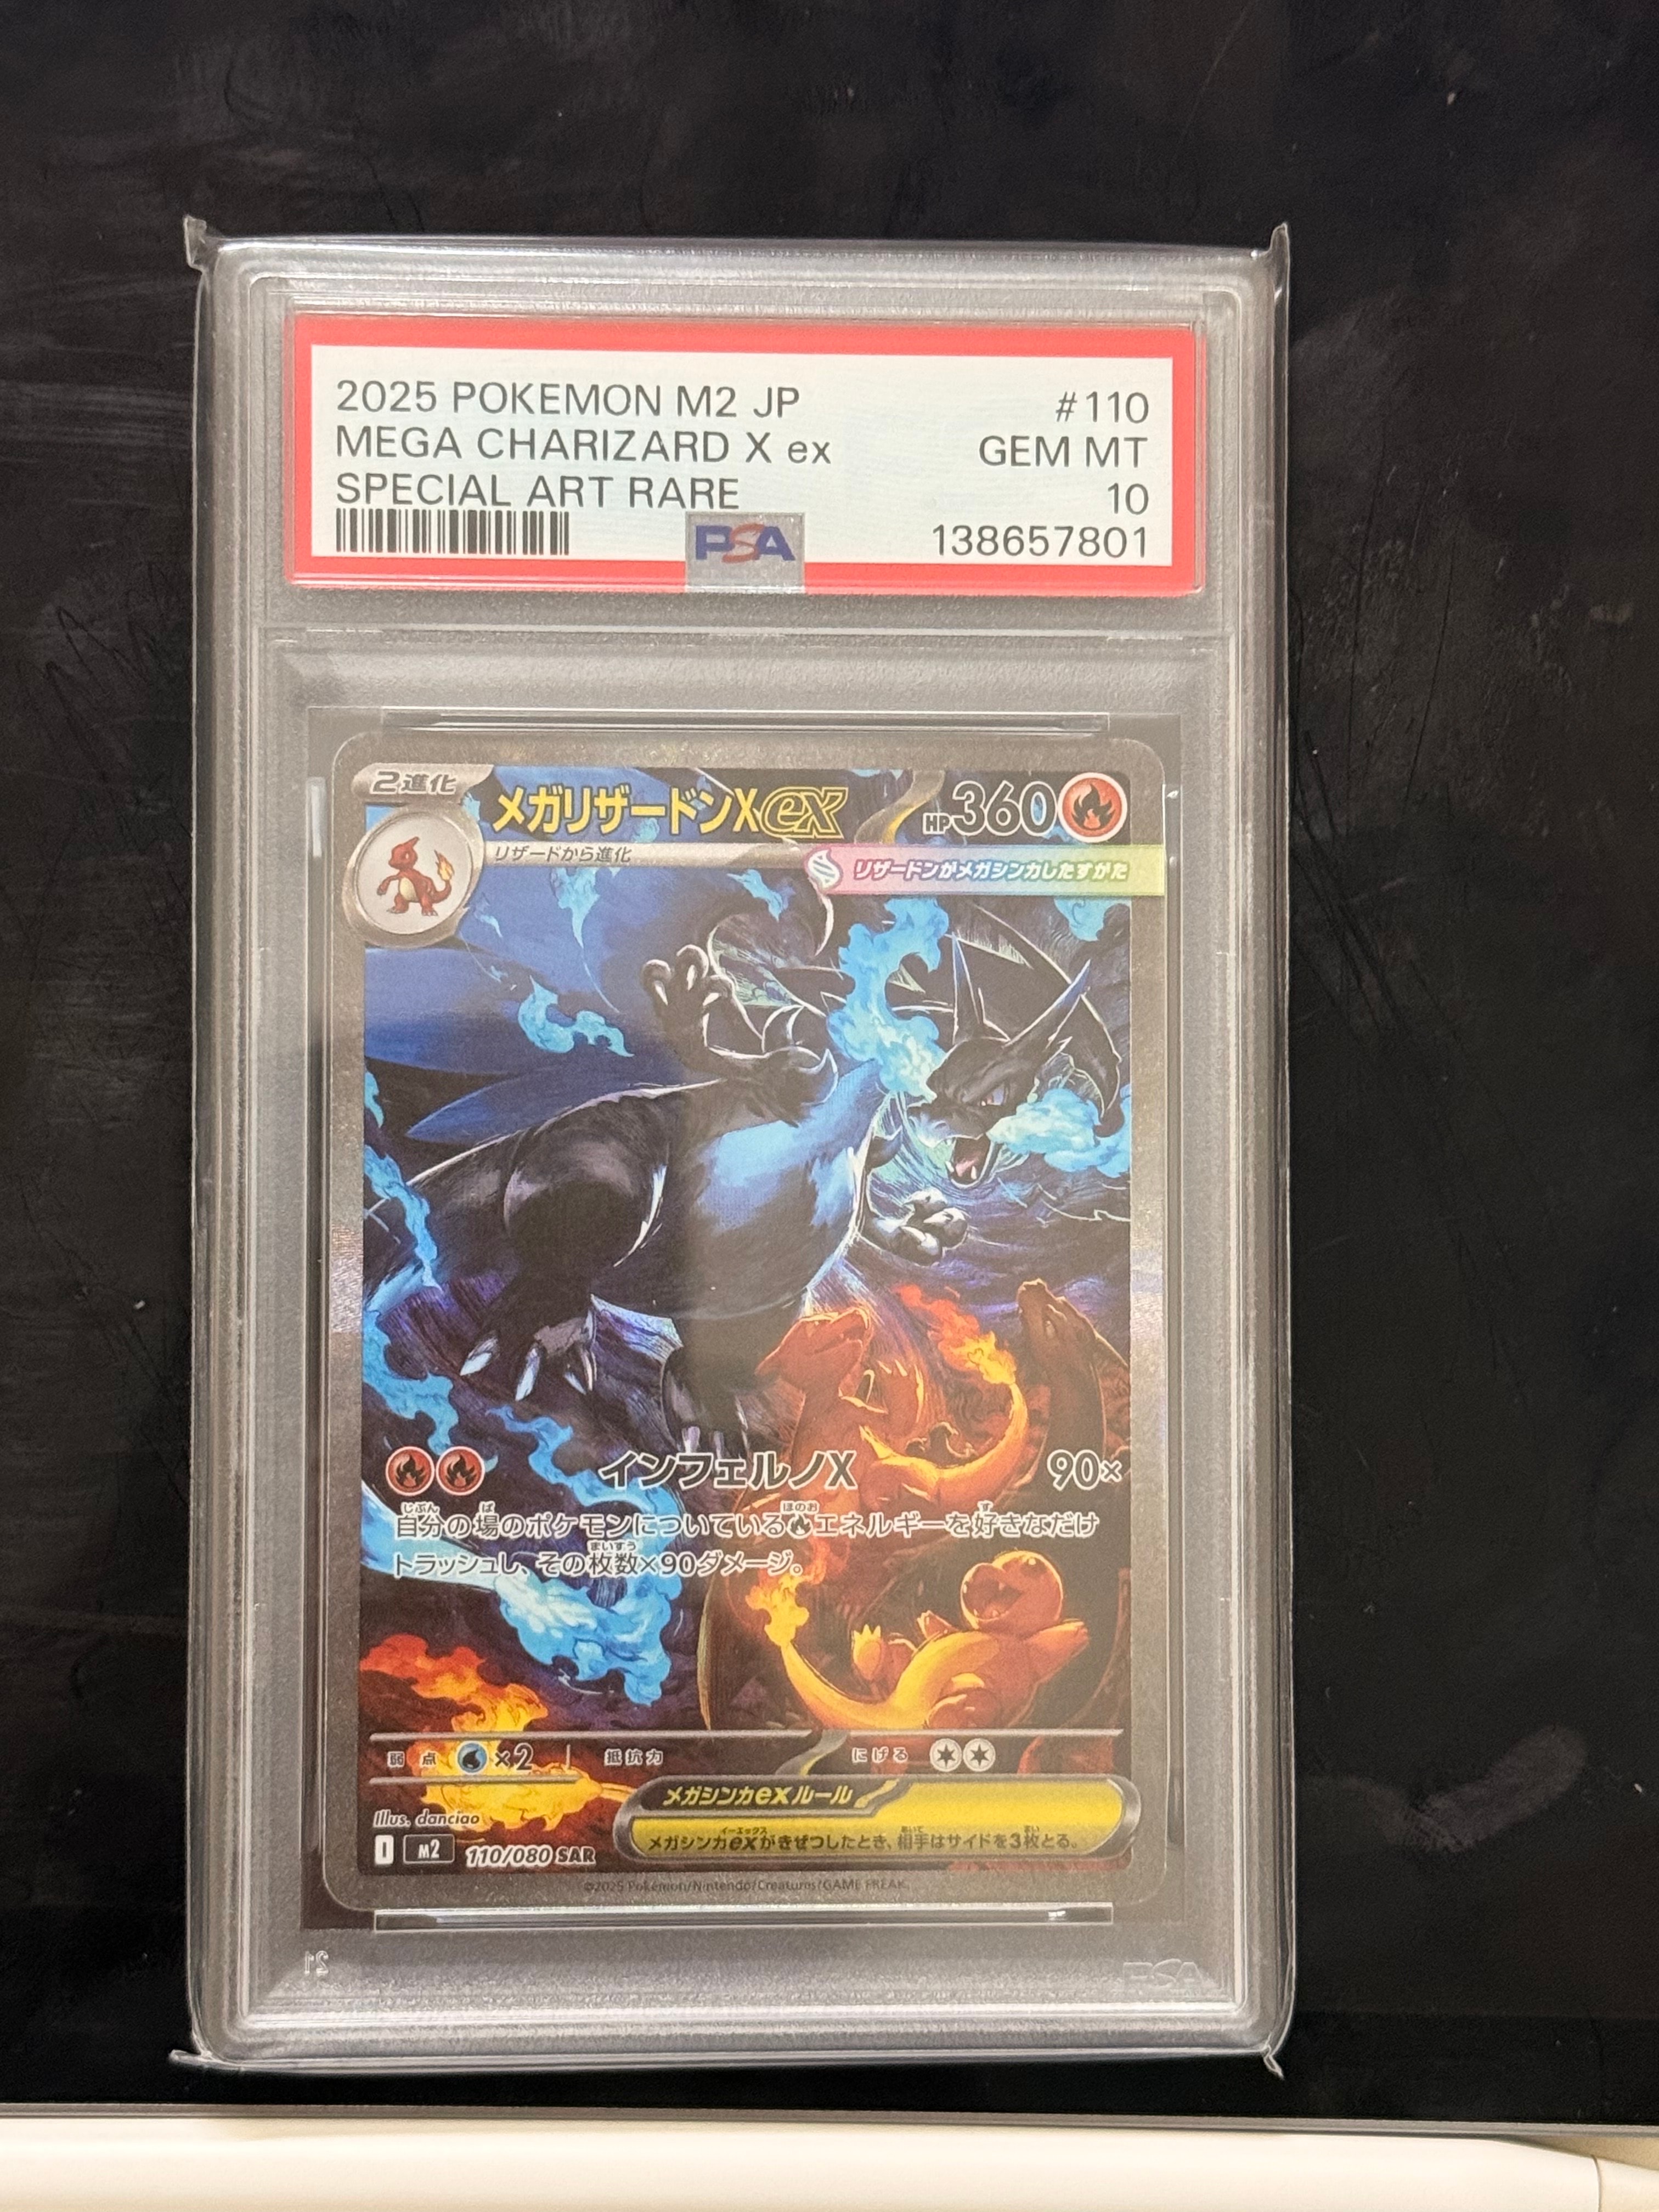 2025 POKEMON M2 JP
#110
MEGA CHARIZARD X ex
GEM MT
SPECIAL ART RARE
10
PSA
138657801
2進化
メガリザードンXex
HP360
リザードから進化
リザードンがメガシンカしたすがた
インフェルノX
90×
自分の場のポケモンについているエネルギーを好きなだけ
トラッシュし、その枚数×90ダメージ。
弱点 ×2
抵抗力
にげる
メガシンカexルール
メガシンカexがきぜつしたとき、相手はサイドを3枚とる。
Illus. danciao
I M2 110/080 SAR
©2025 Pokémon/Nintendo/Creatures/GAME FREAK.
PSA